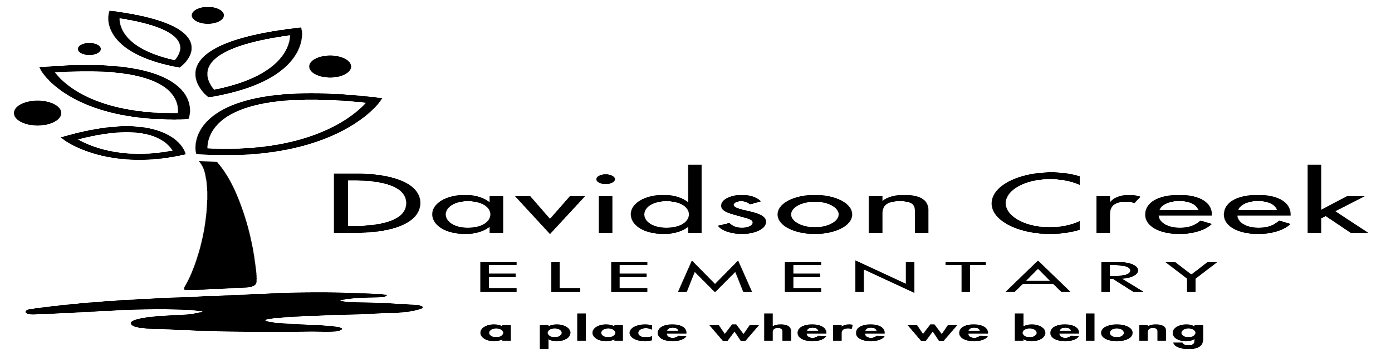 Davidson Creek
ELEMENTARY
a place where we belong